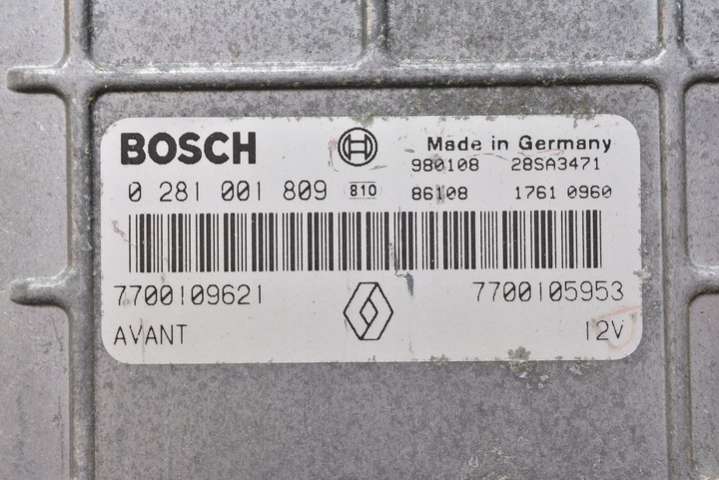 BOSCH Made in Germany
980108 28SA3471
0 281 001 809 810 86108 1761 0960
7700109621 7700105953
AVANT 12V